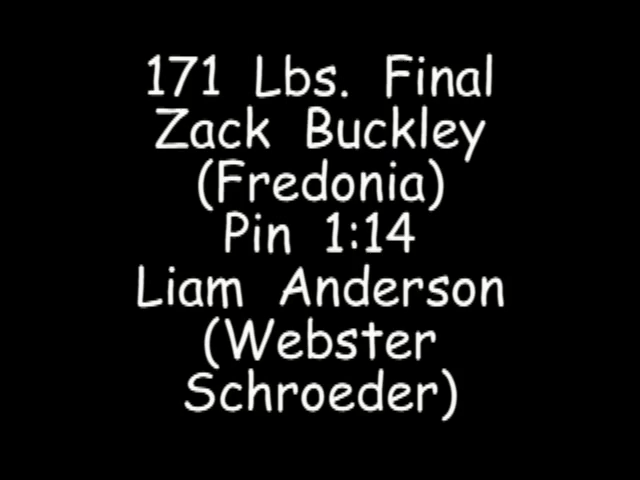 171 Lbs. Final
Zack Buckley
(Fredonia)
Pin 1:14
Liam Anderson
(Webster
Schroeder)